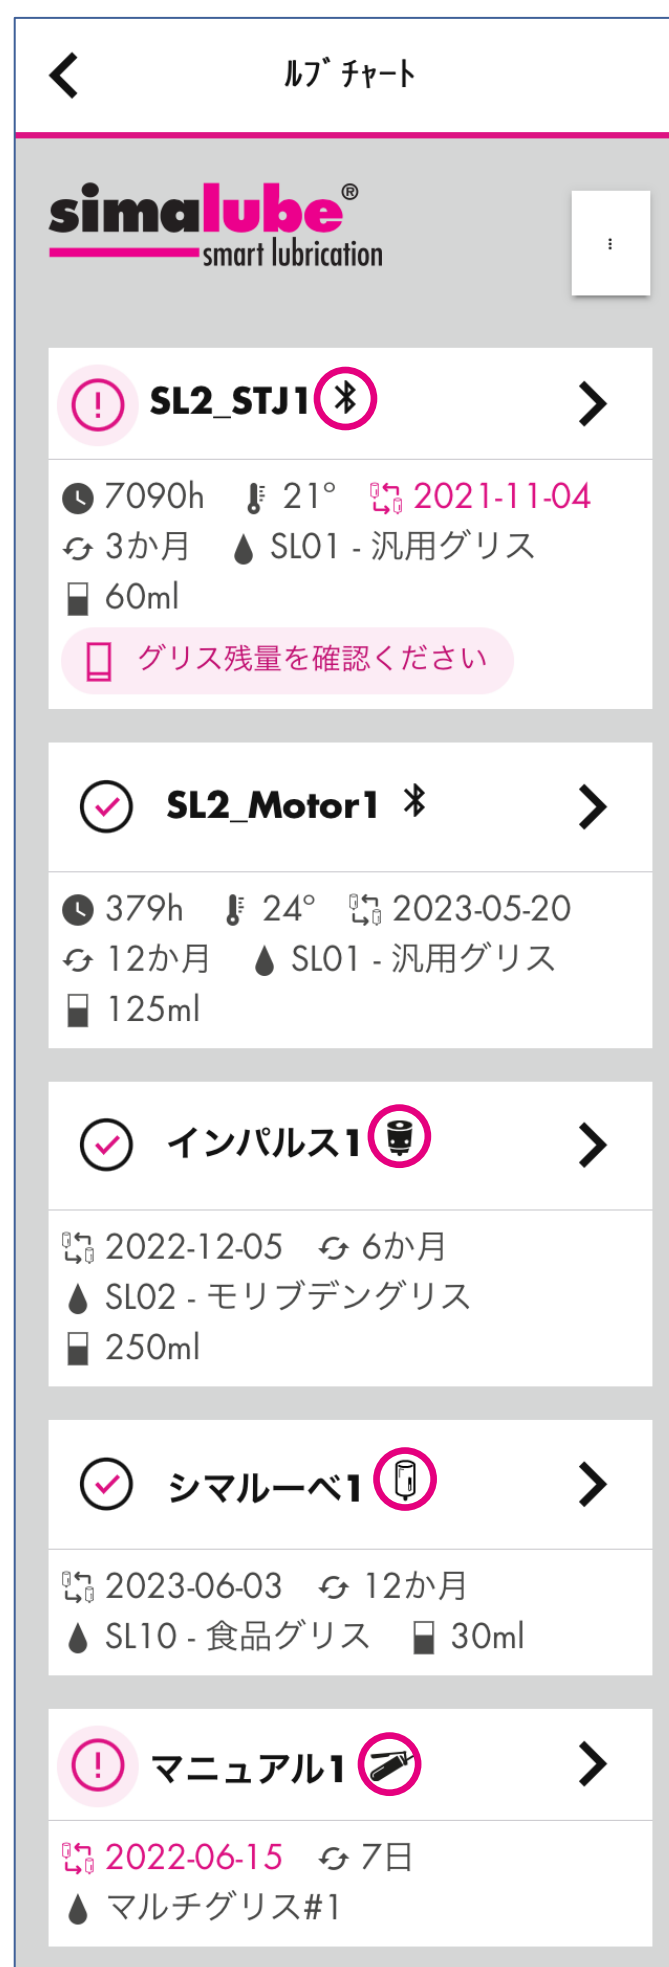 ﾙﾌﾞﾁｬｰﾄ
simalube®
smart lubrication
SL2_STJ1
7090h 21° 2021-11-04
3か月 SL01 - 汎用グリス
60ml
グリス残量を確認ください
SL2_Motor1
379h 24° 2023-05-20
12か月 SL01 - 汎用グリス
125ml
インパルス1
2022-12-05 6か月
SL02 - モリブデングリス
250ml
シマルーベ1
2023-06-03 12か月
SL10 - 食品グリス 30ml
マニュアル1
2022-06-15 7日
マルチグリス#1